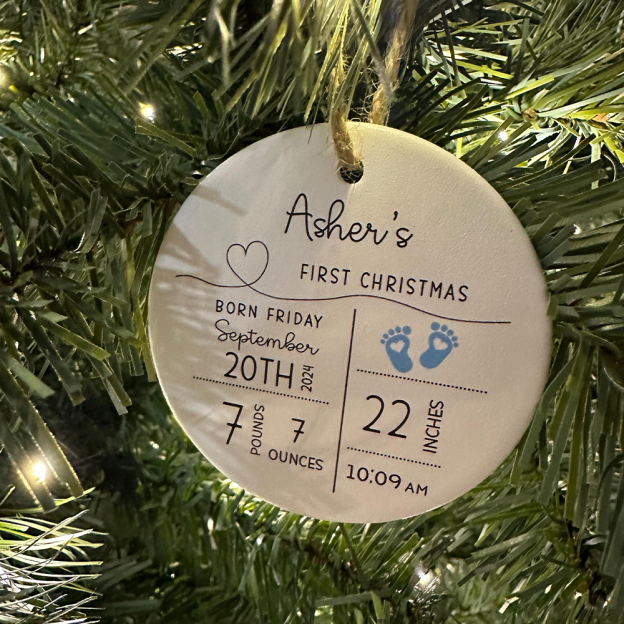 Asher's
FIRST CHRISTMAS
BORN FRIDAY
September
20TH 2024
7 POUNDS 7 OUNCES
22 INCHES
10:09 AM